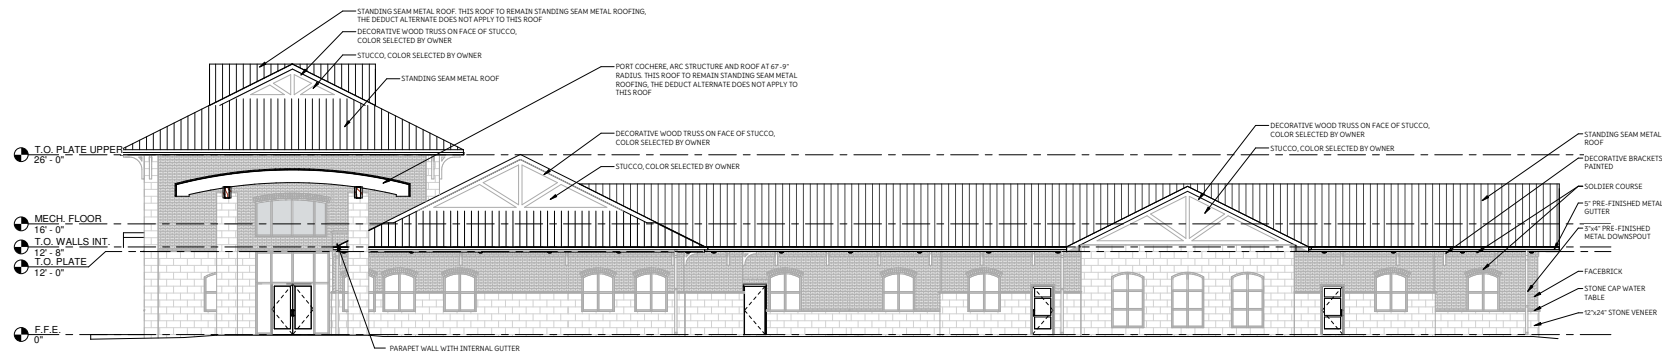 STANDING SEAM METAL ROOF. THIS ROOF TO REMAIN STANDING SEAM METAL ROOFING,
THE DEDUCT ALTERNATE DOES NOT APPLY TO THIS ROOF
DECORATIVE WOOD TRUSS ON FACE OF STUCCO,
COLOR SELECTED BY OWNER
STUCCO, COLOR SELECTED BY OWNER
STANDING SEAM METAL ROOF
PORT COCHERE, ARC STRUCTURE AND ROOF AT 67'-9"
RADIUS. THIS ROOF TO REMAIN STANDING SEAM METAL
ROOFING, THE DEDUCT ALTERNATE DOES NOT APPLY TO
THIS ROOF
DECORATIVE WOOD TRUSS ON FACE OF STUCCO,
COLOR SELECTED BY OWNER
STUCCO, COLOR SELECTED BY OWNER
DECORATIVE WOOD TRUSS ON FACE OF STUCCO,
COLOR SELECTED BY OWNER
STUCCO, COLOR SELECTED BY OWNER
STANDING SEAM METAL
ROOF
DECORATIVE BRACKETS
PAINTED
SOLDIER COURSE
5" PRE-FINISHED METAL
GUTTER
3"x4" PRE-FINISHED
METAL DOWNSPOUT
FACEBRICK
STONE CAP WATER
TABLE
12"x24" STONE VENEER
T.O. PLATE UPPER
26' - 0"
MECH. FLOOR
16' - 0"
T.O. WALLS INT.
12' - 8"
T.O. PLATE
12' - 0"
F.F.E.
0"
PARAPET WALL WITH INTERNAL GUTTER